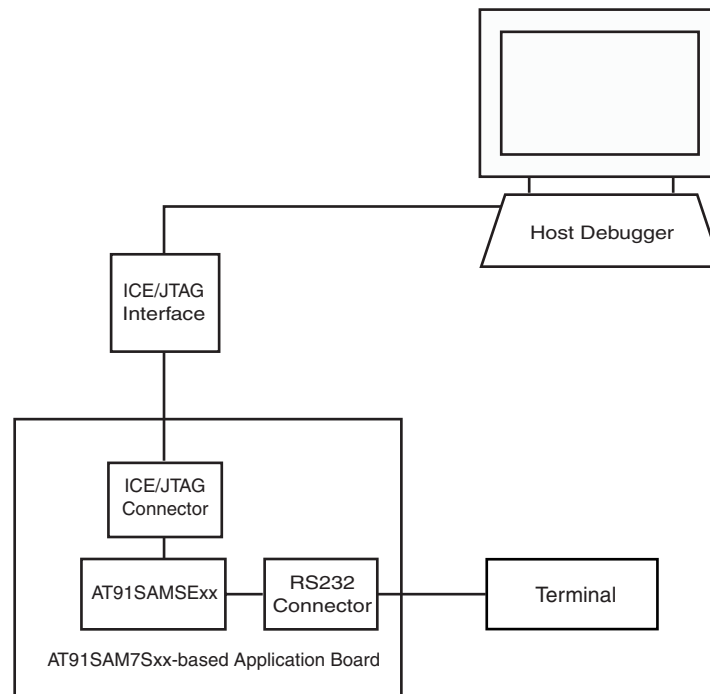 Host Debugger
ICE/JTAG
Interface
ICE/JTAG
Connector
AT91SAMSExx
RS232
Connector
Terminal
AT91SAM7Sxx-based Application Board